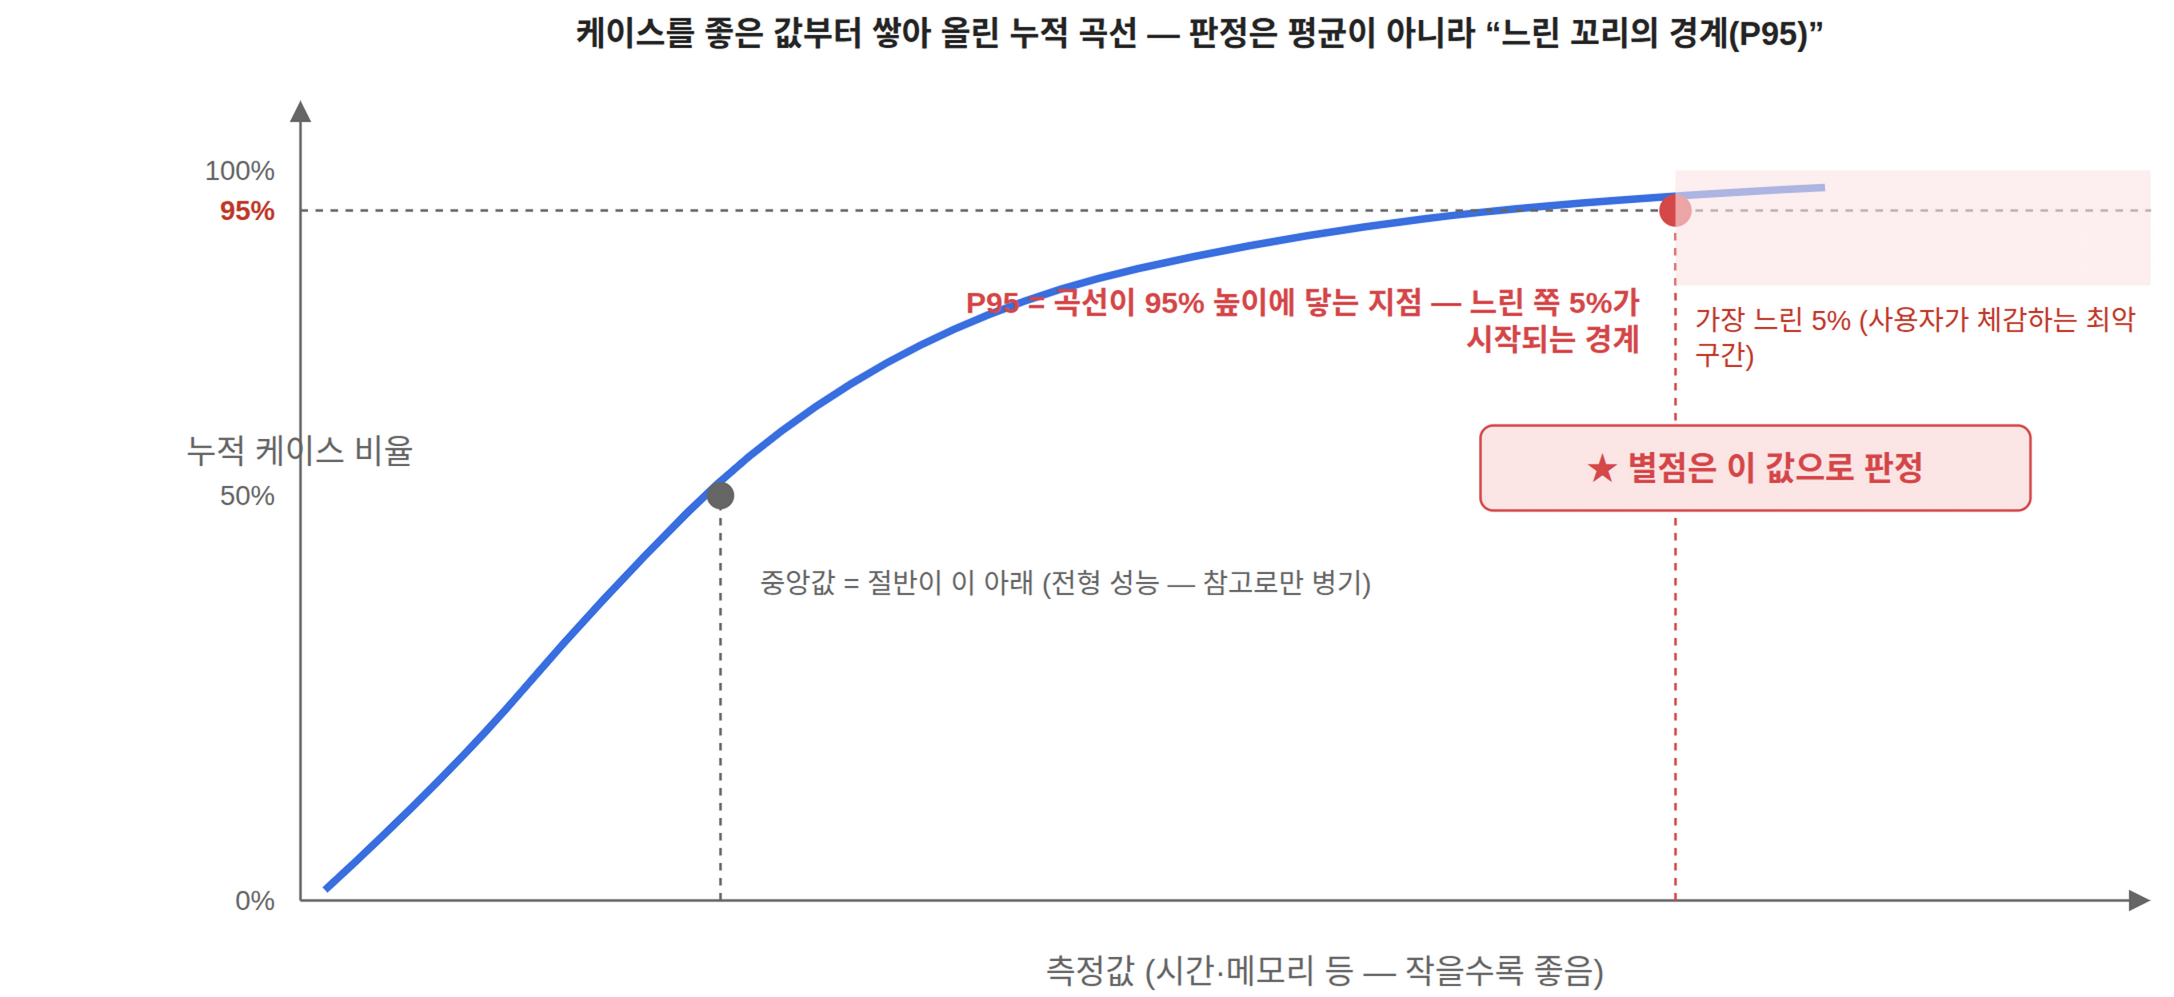 케이스를 좋은 값부터 쌓아 올린 누적 곡선 — 판정은 평균이 아니라 “느린 꼬리의 경계(P95)”
100%
95%
P95 = 곡선이 95% 높이에 닿는 지점 — 느린 쪽 5%가
시작되는 경계
가장 느린 5% (사용자가 체감하는 최악
구간)
누적 케이스 비율
★ 별점은 이 값으로 판정
50%
중앙값 = 절반이 이 아래 (전형 성능 — 참고로만 병기)
0%
측정값 (시간·메모리 등 — 작을수록 좋음)